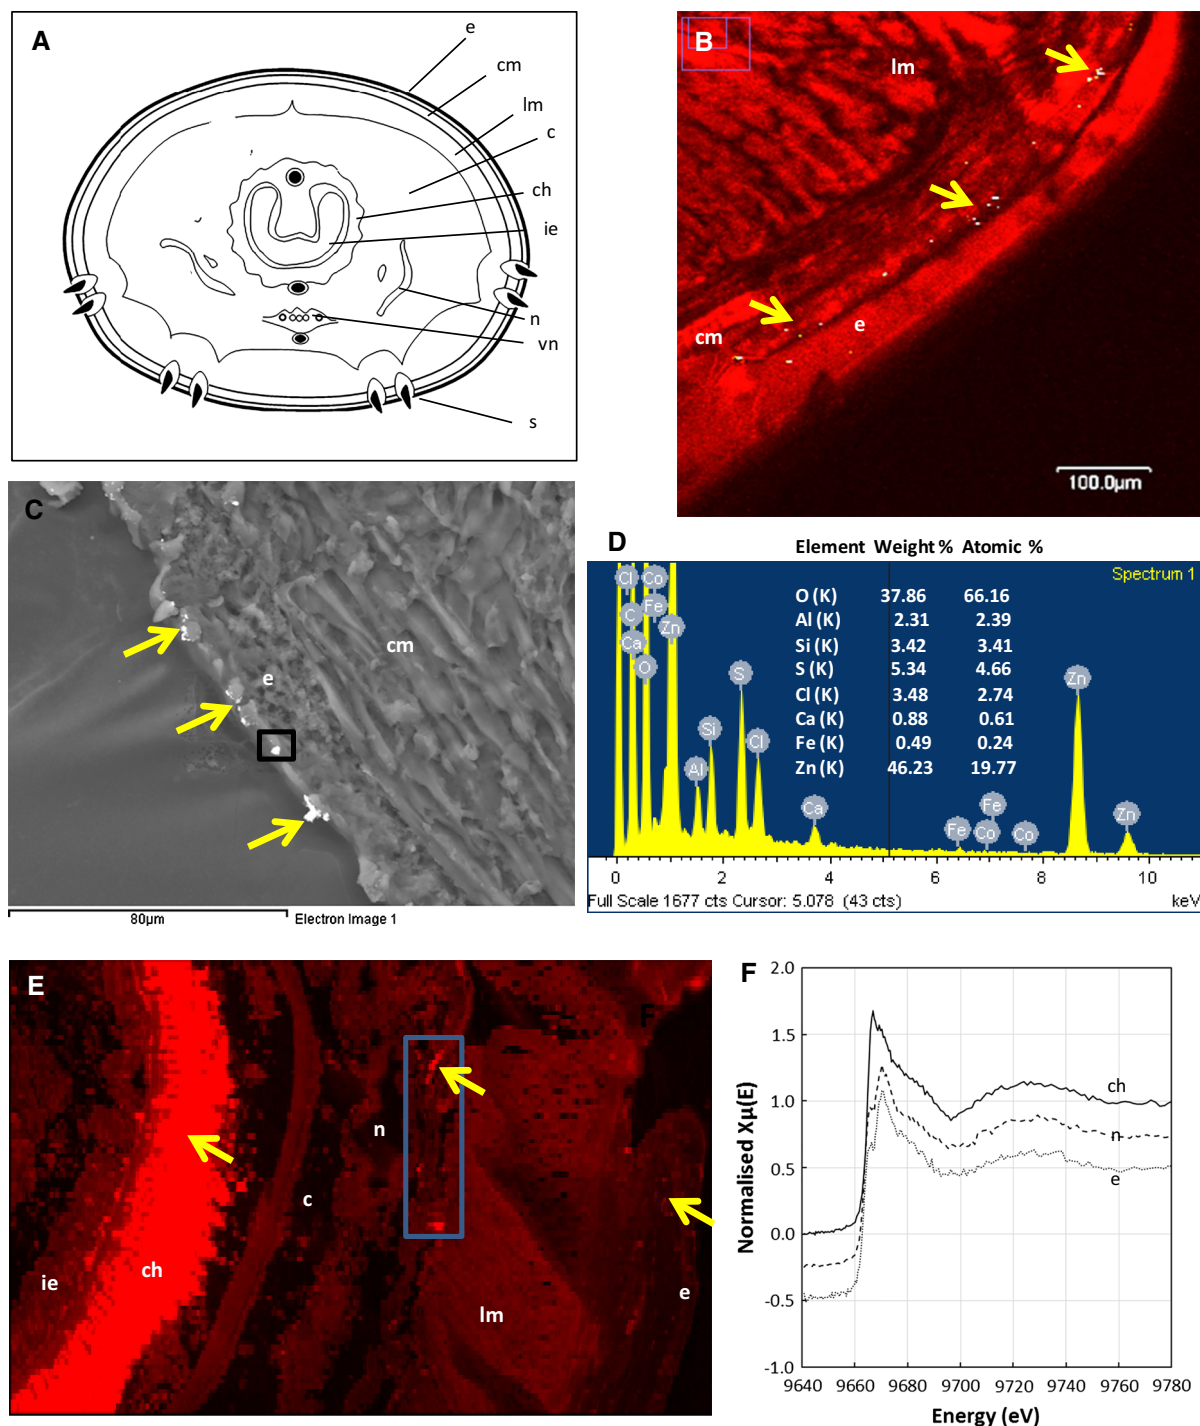 A
e
cm
lm
c
ch
ie
n
vn
s
B
lm
cm
e
100.0µm
C
cm
e
80µm
Electron Image 1
D
Element Weight % Atomic %
Spectrum 1
O (K) 37.86 66.16
Al (K) 2.31 2.39
Si (K) 3.42 3.41
S (K) 5.34 4.66
Cl (K) 3.48 2.74
Ca (K) 0.88 0.61
Fe (K) 0.49 0.24
Zn (K) 46.23 19.77
Cl Co
C Fe
Ca Zn
O
Al Si S Cl
Ca
Fe Co Fe Co
Zn Zn
0 2 4 6 8 10
Full Scale 1677 cts Cursor: 5.078 (43 cts) keV
E
F
n
c
ie
ch
lm
e
F
Normalised Xµ(E)
2.0
1.5
1.0
0.5
0.0
-0.5
-1.0
ch
n
e
9640 9660 9680 9700 9720 9740 9760 9780
Energy (eV)